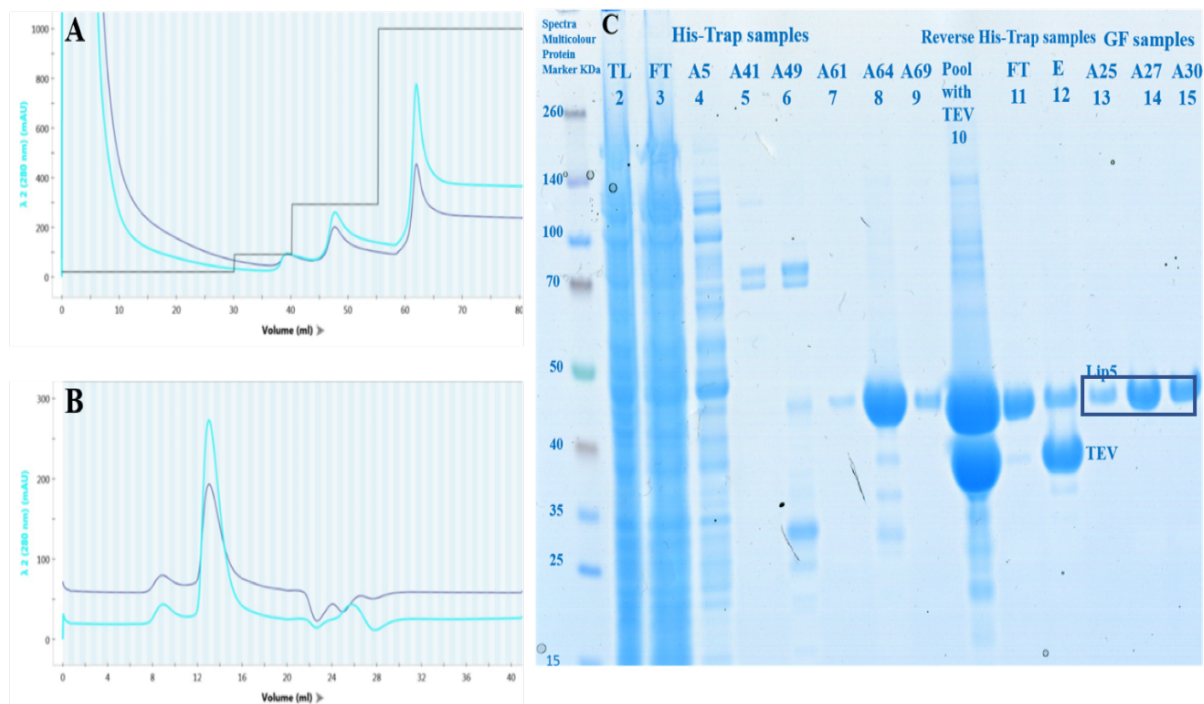 A
1000
800
600
400
200
0
λ 2 (280 nm) (mAU)
0 10 20 30 40 50 60 70 80
Volume (ml) >
B
300
200
100
0
λ 2 (280 nm) (mAU)
0 4 8 12 16 20 24 28 32 36 40
Volume (ml) >
C
Spectra
Multicolour
Protein
Marker KDa
His-Trap samples
Reverse His-Trap samples
GF samples
TL FT A5 A41 A49 A61 A64 A69 Pool FT E A25 A27 A30
with
TEV
2 3 4 5 6 7 8 9 10 11 12 13 14 15
260
140
100
70
50
40
35
25
15
Lip5
TEV